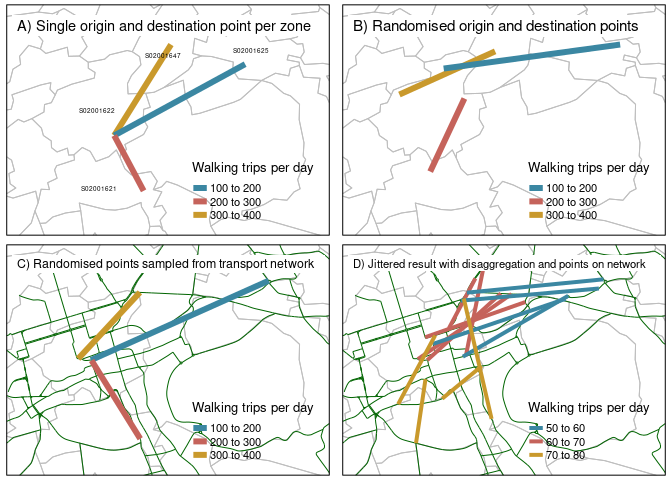 A) Single origin and destination point per zone
S02001647
S02001625
S02001622
S02001621
Walking trips per day
100 to 200
200 to 300
300 to 400
B) Randomised origin and destination points
Walking trips per day
100 to 200
200 to 300
300 to 400
C) Randomised points sampled from transport network
Walking trips per day
100 to 200
200 to 300
300 to 400
D) Jittered result with disaggregation and points on network
Walking trips per day
50 to 60
60 to 70
70 to 80